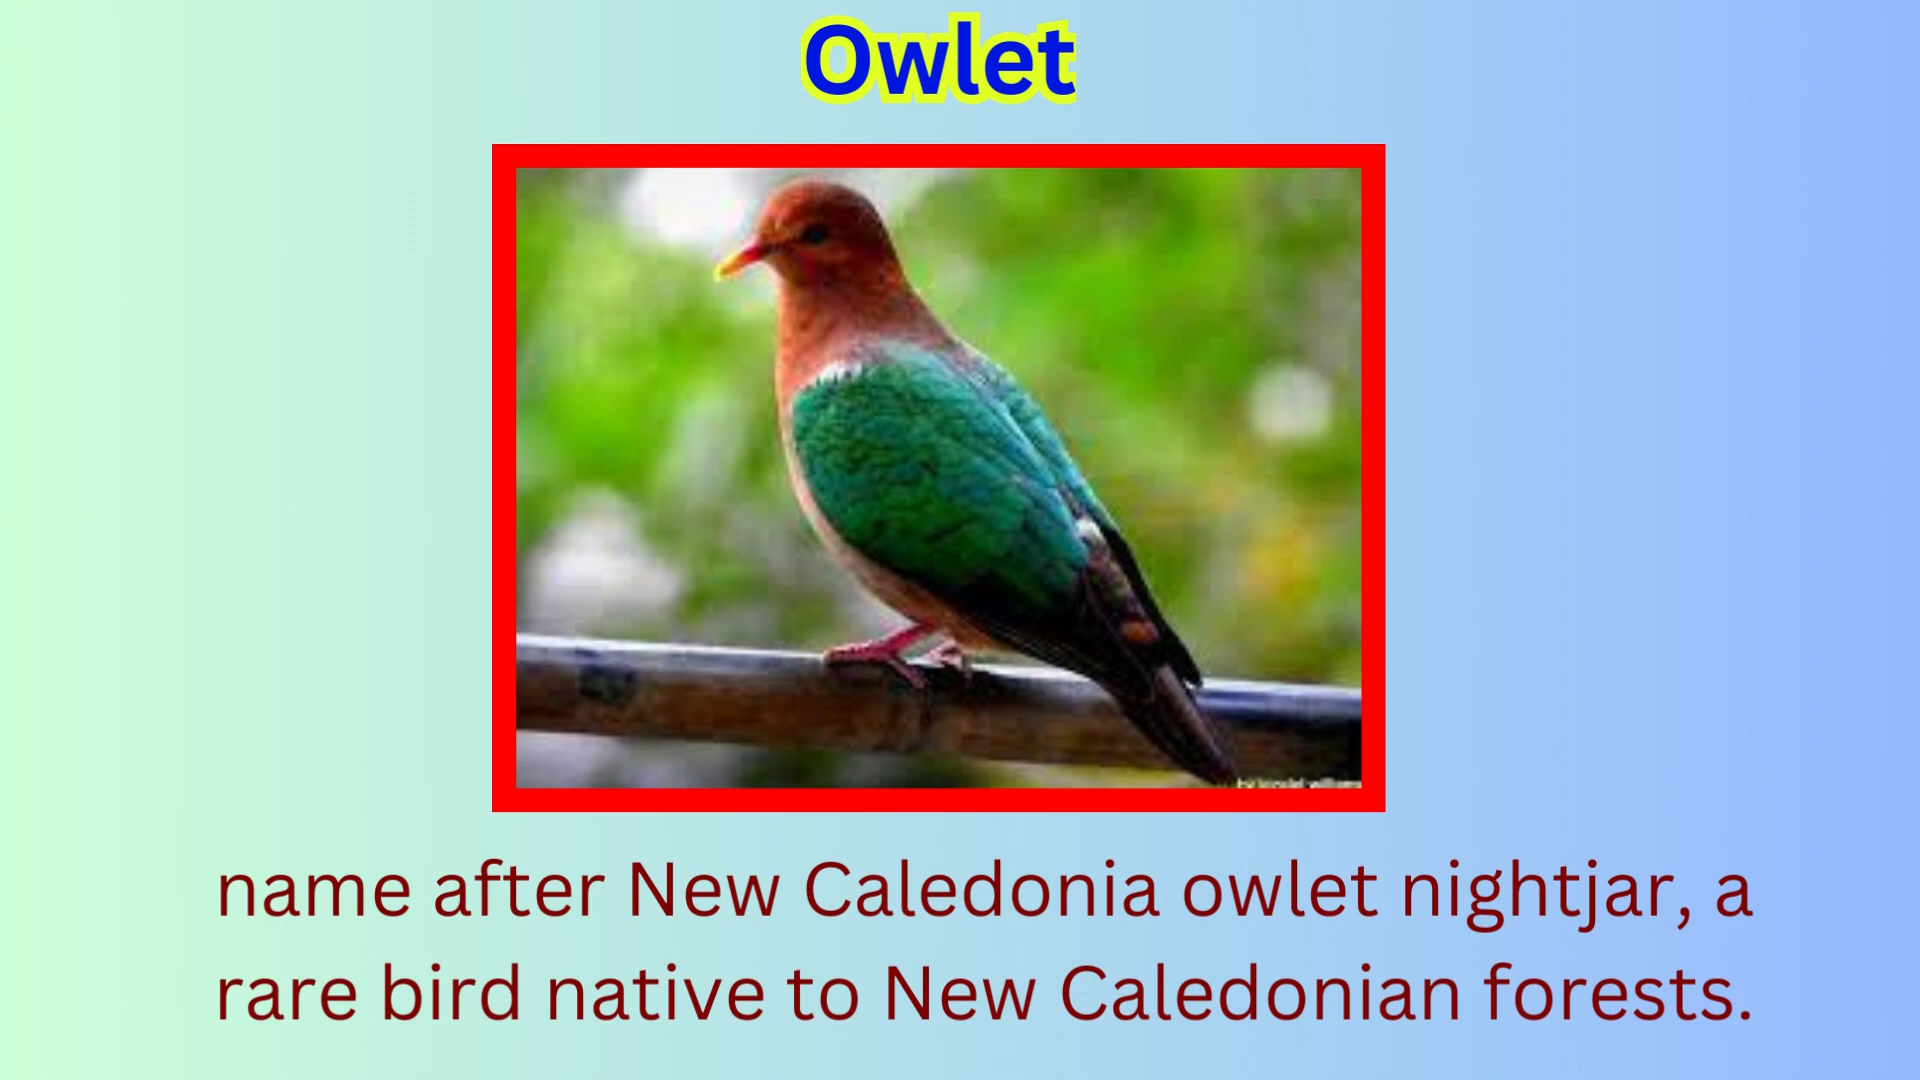 Owlet
name after New Caledonia owlet nightjar, a
rare bird native to New Caledonian forests.